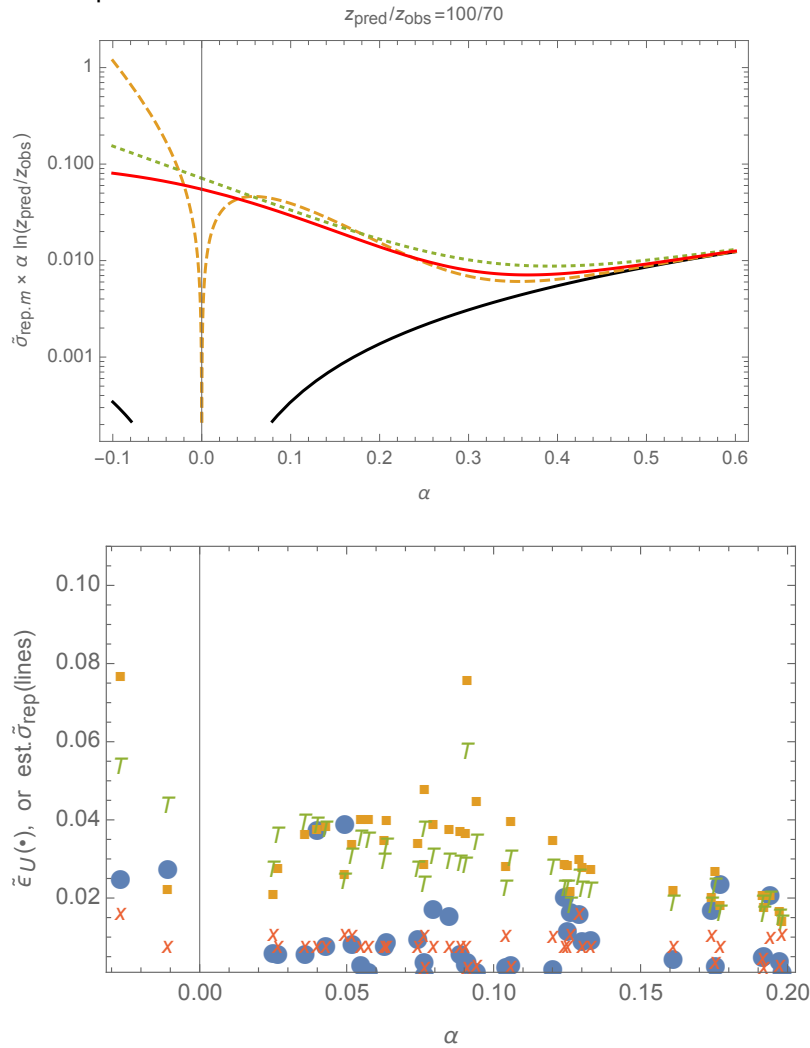 z_pred/z_obs=100/70
σ̃_rep.m × α ln(z_pred/z_obs)
1
0.100
0.010
0.001
-0.1 0.0 0.1 0.2 0.3 0.4 0.5 0.6
α
ε̃_U(•), or est.σ̃_rep(lines)
0.10
0.08
0.06
0.04
0.02
0.00 0.05 0.10 0.15 0.20
α